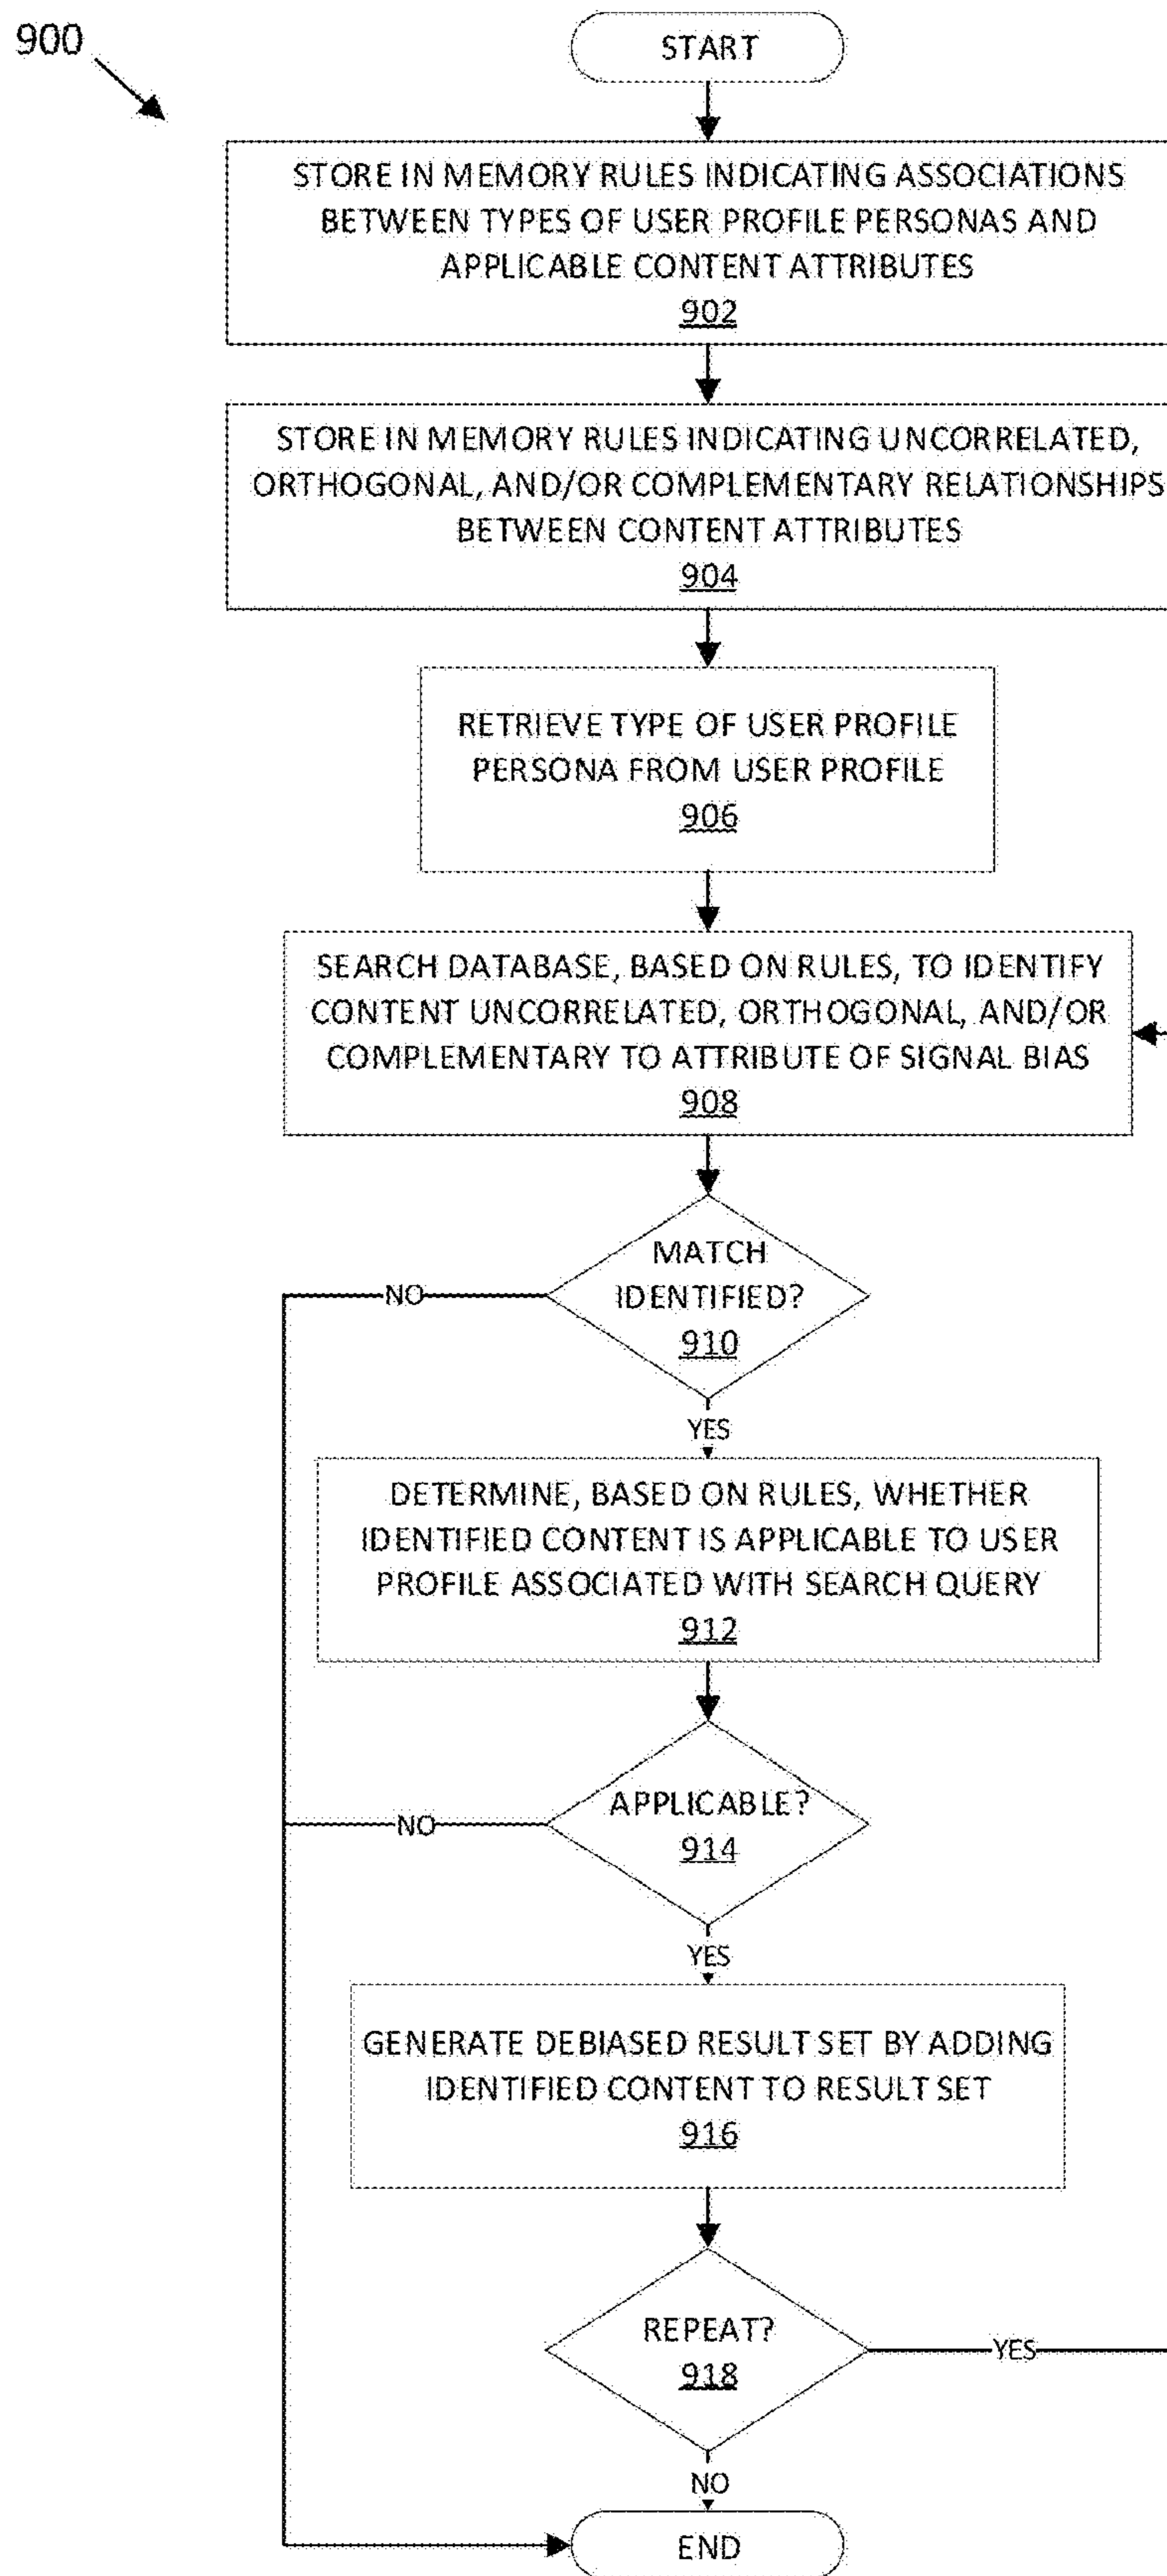 900
START
STORE IN MEMORY RULES INDICATING ASSOCIATIONS
BETWEEN TYPES OF USER PROFILE PERSONAS AND
APPLICABLE CONTENT ATTRIBUTES
902
STORE IN MEMORY RULES INDICATING UNCORRELATED,
ORTHOGONAL, AND/OR COMPLEMENTARY RELATIONSHIPS
BETWEEN CONTENT ATTRIBUTES
904
RETRIEVE TYPE OF USER PROFILE
PERSONA FROM USER PROFILE
906
SEARCH DATABASE, BASED ON RULES, TO IDENTIFY
CONTENT UNCORRELATED, ORTHOGONAL, AND/OR
COMPLEMENTARY TO ATTRIBUTE OF SIGNAL BIAS
908
MATCH
IDENTIFIED?
910
NO
YES
DETERMINE, BASED ON RULES, WHETHER
IDENTIFIED CONTENT IS APPLICABLE TO USER
PROFILE ASSOCIATED WITH SEARCH QUERY
912
APPLICABLE?
914
NO
YES
GENERATE DEBIASED RESULT SET BY ADDING
IDENTIFIED CONTENT TO RESULT SET
916
REPEAT?
918
YES
NO
END